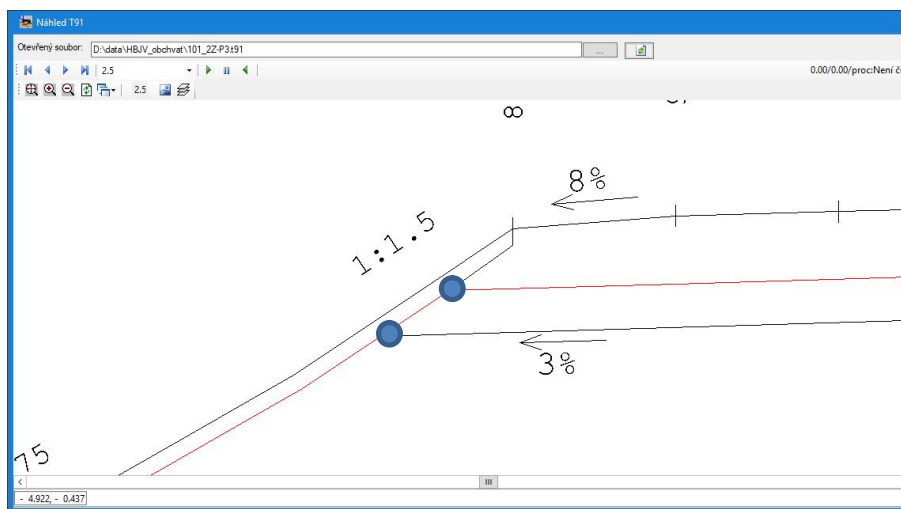 Náhled T91
Otevřený soubor: D:\data\HBJV_obchvat\101_2Z-P3.t91 ...
2.5 0.00/0.00/proc:Není č
2.5
8
8%
1:1.5
3%
75
- 4.922, - 0.437